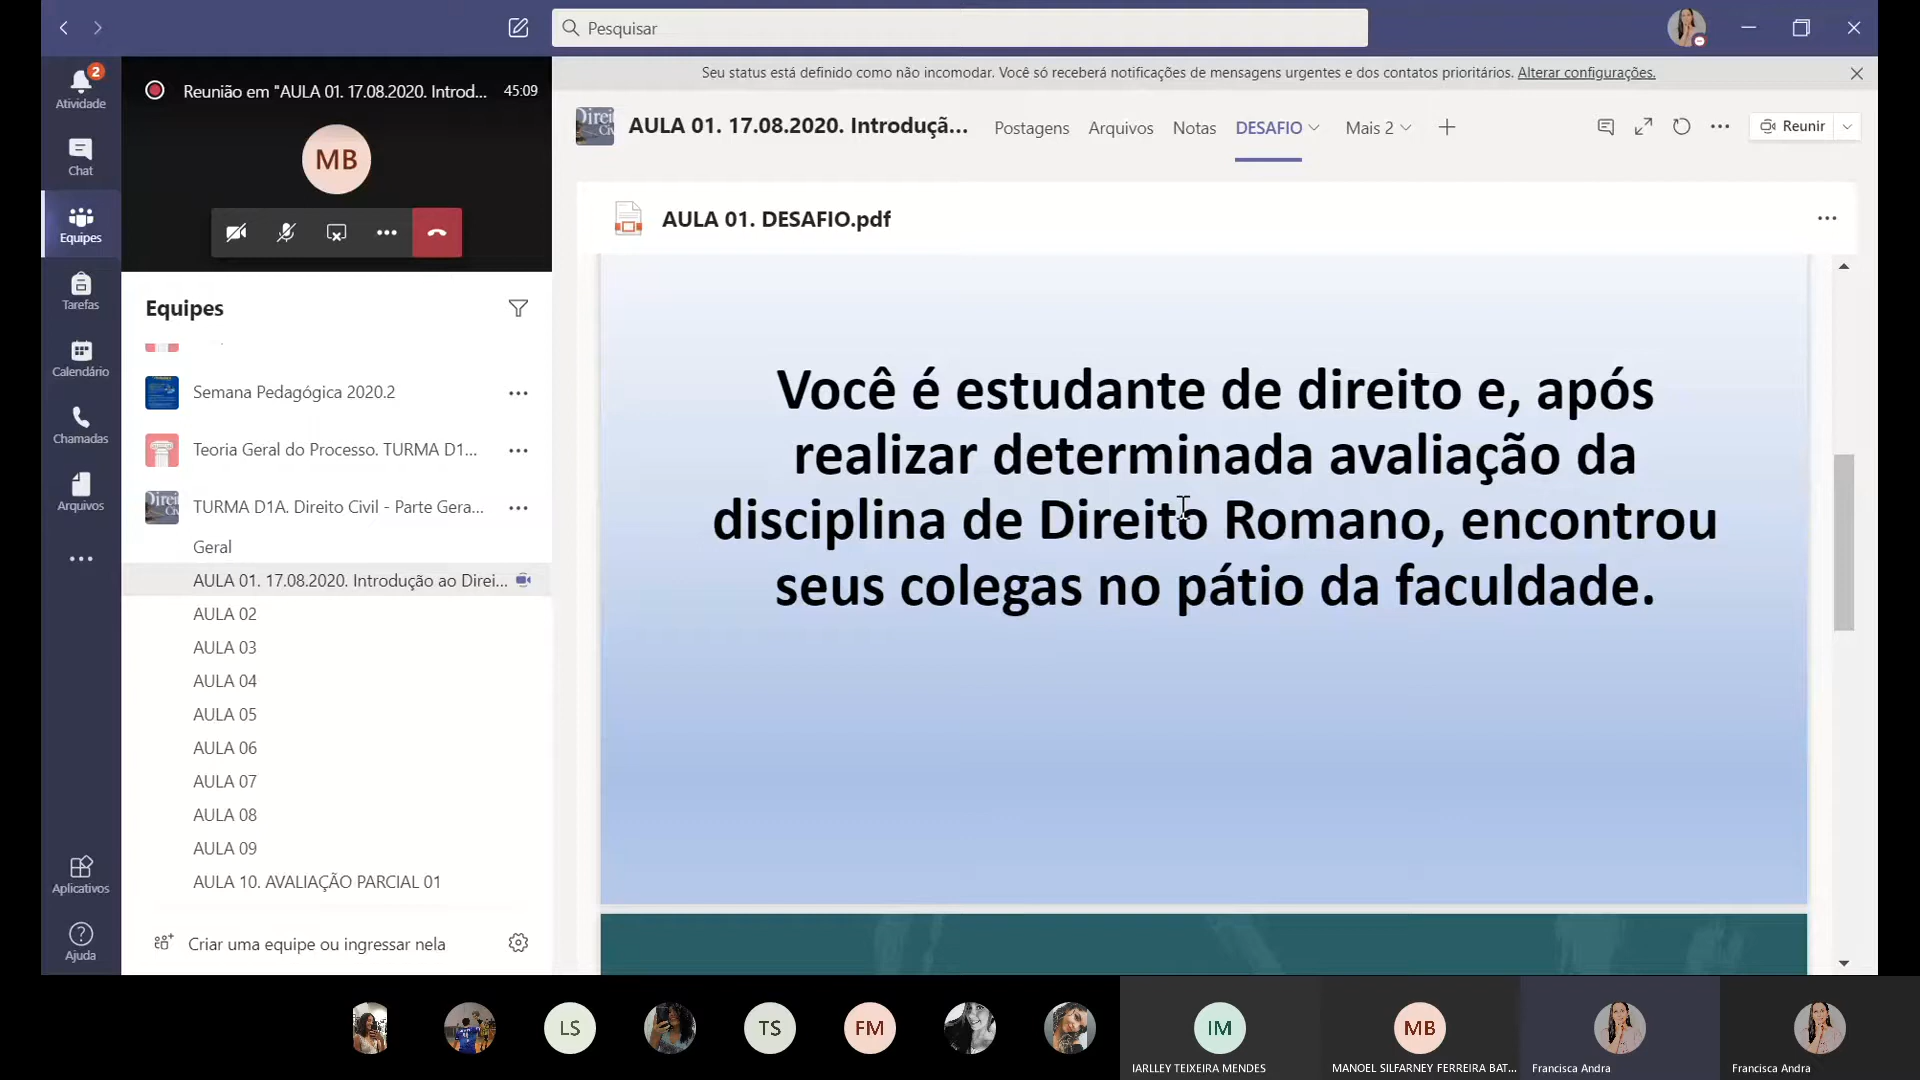 Pesquisar
Seu status está definido como não incomodar. Você só receberá notificações de mensagens urgentes e dos contatos prioritários. Alterar configurações.
2
Atividade
Chat
Equipes
Tarefas
Calendário
Chamadas
Arquivos
Aplicativos
Ajuda
Reunião em "AULA 01. 17.08.2020. Introd... 45:09
MB
Equipes
Semana Pedagógica 2020.2
Teoria Geral do Processo. TURMA D1...
TURMA D1A. Direito Civil - Parte Gera...
Geral
AULA 01. 17.08.2020. Introdução ao Direi...
AULA 02
AULA 03
AULA 04
AULA 05
AULA 06
AULA 07
AULA 08
AULA 09
AULA 10. AVALIAÇÃO PARCIAL 01
Criar uma equipe ou ingressar nela
AULA 01. 17.08.2020. Introduçã... Postagens Arquivos Notas DESAFIO Mais 2 Reunir
AULA 01. DESAFIO.pdf
Você é estudante de direito e, após
realizar determinada avaliação da
disciplina de Direito Romano, encontrou
seus colegas no pátio da faculdade.
LS TS FM IM MB
IARLLEY TEIXEIRA MENDES MANOEL SILFARNEY FERREIRA BAT... Francisca Andra Francisca Andra